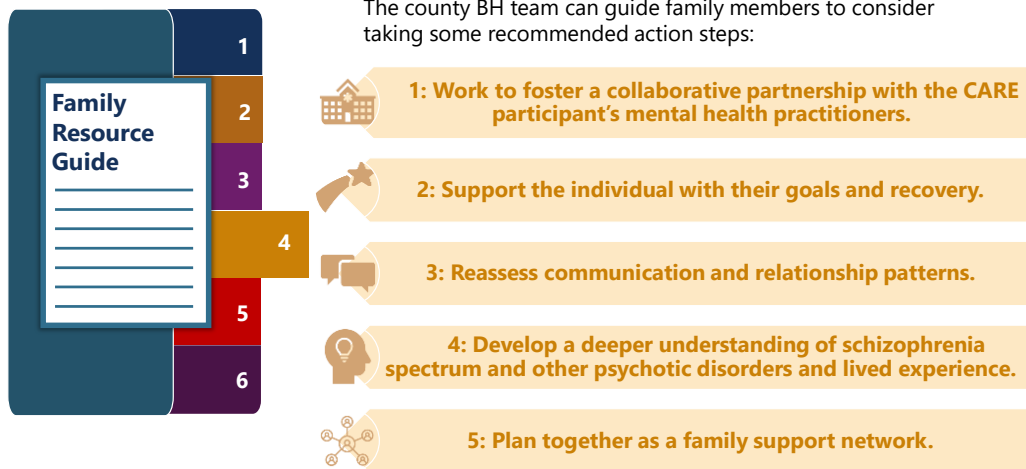 The county BH team can guide family members to consider
taking some recommended action steps:
1
2
3
4
5
6
Family
Resource
Guide
1: Work to foster a collaborative partnership with the CARE
participant’s mental health practitioners.
2: Support the individual with their goals and recovery.
3: Reassess communication and relationship patterns.
4: Develop a deeper understanding of schizophrenia
spectrum and other psychotic disorders and lived experience.
5: Plan together as a family support network.